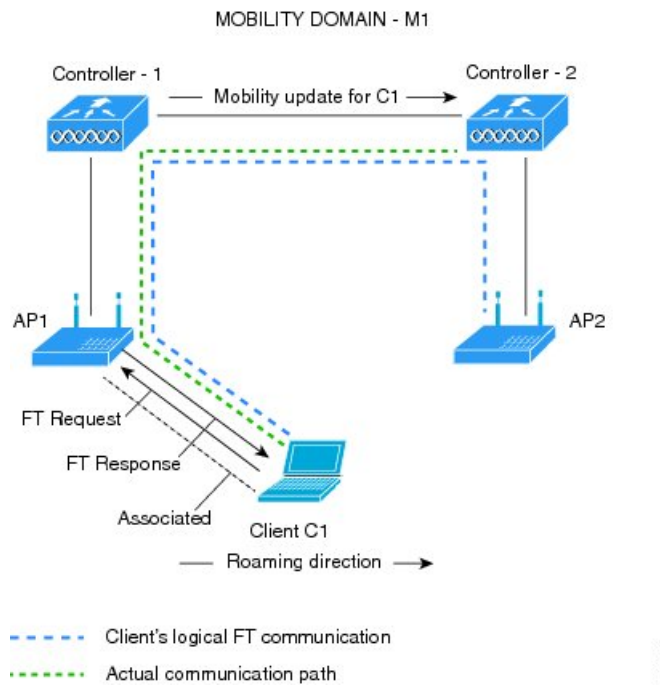 MOBILITY DOMAIN - M1
Controller - 1
Controller - 2
Mobility update for C1
AP1
AP2
FT Request
FT Response
Associated
Client C1
Roaming direction
Client's logical FT communication
Actual communication path